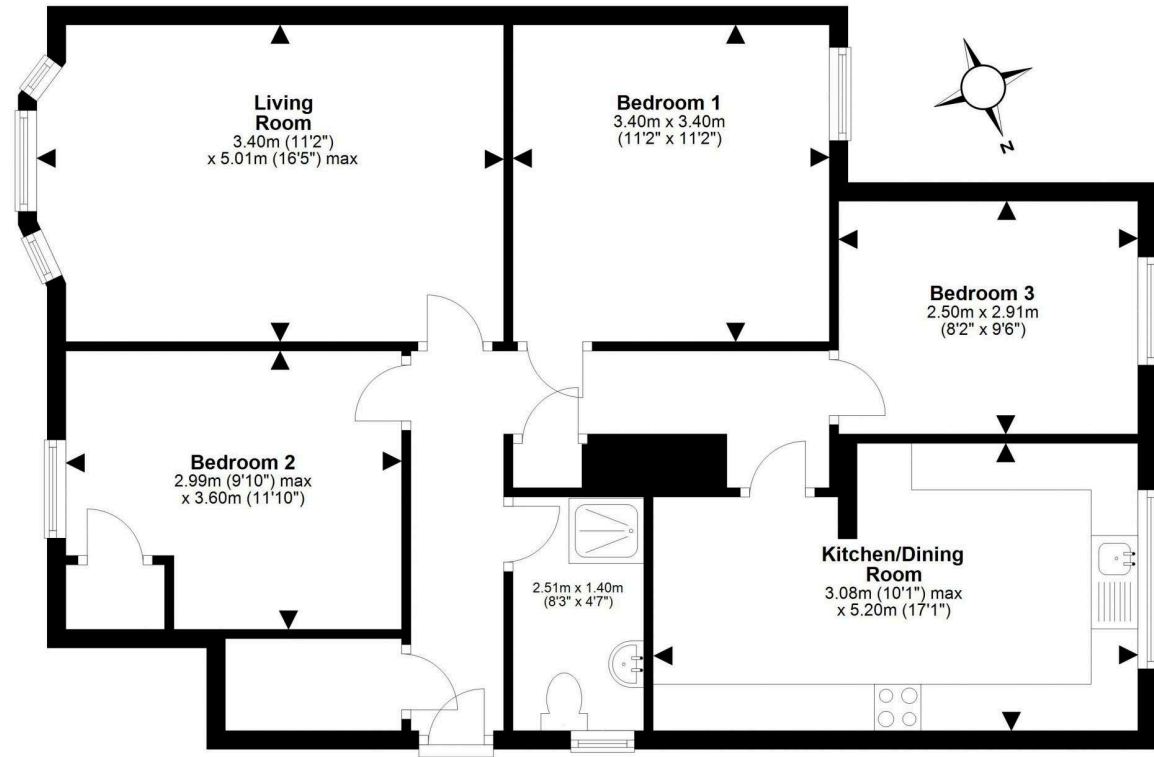 Living
Room
3.40m (11'2")
x 5.01m (16'5") max
Bedroom 1
3.40m x 3.40m
(11'2" x 11'2")
N
Bedroom 3
2.50m x 2.91m
(8'2" x 9'6")
Bedroom 2
2.99m (9'10") max
x 3.60m (11'10")
2.51m x 1.40m
(8'3" x 4'7")
Kitchen/Dining
Room
3.08m (10'1") max
x 5.20m (17'1")